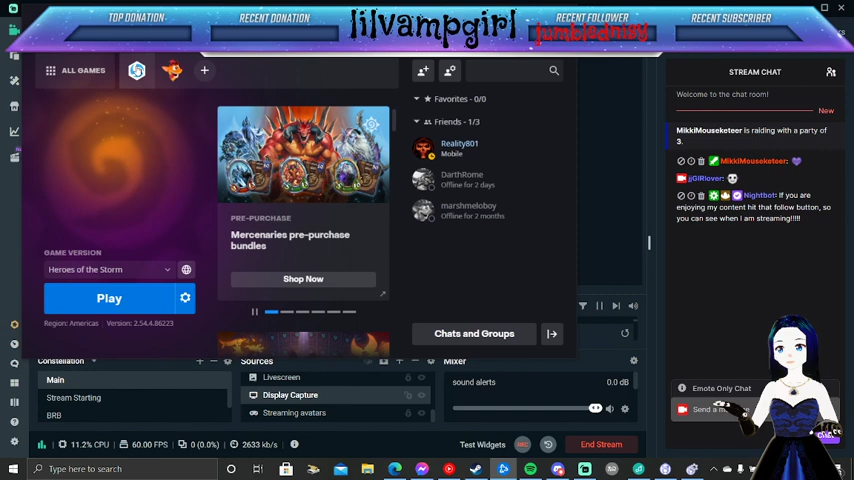 TOP DONATION
RECENT DONATION
lilvampgirl
RECENT FOLLOWER
jumblednigy
RECENT SUBSCRIBER
ALL GAMES
Favorites - 0/0
Friends - 1/3
Reality801
Mobile
DarthRome
Offline for 2 days
marshmeloboy
Offline for 2 months
Chats and Groups
PRE-PURCHASE
Mercenaries pre-purchase
bundles
Shop Now
GAME VERSION
Heroes of the Storm
Play
Region: Americas
Version: 2.54.4.86223
STREAM CHAT
Welcome to the chat room!
New
MikkiMouseketeer is raiding with a party of
3.
MikkiMouseketeer:
jjGIRlover:
Nightbot: If you are
enjoying my content hit that follow button,
so you can see when I am streaming!!!!!
Emote Only Chat
Send a m
Constellation
Main
Stream Starting
BRB
Sources
Livescreen
Display Capture
Streaming avatars
Mixer
sound alerts
0.0 dB
11.2% CPU
60.00 FPS
0 (0.0%)
2633 kb/s
Test Widgets
REC
End Stream
Type here to search